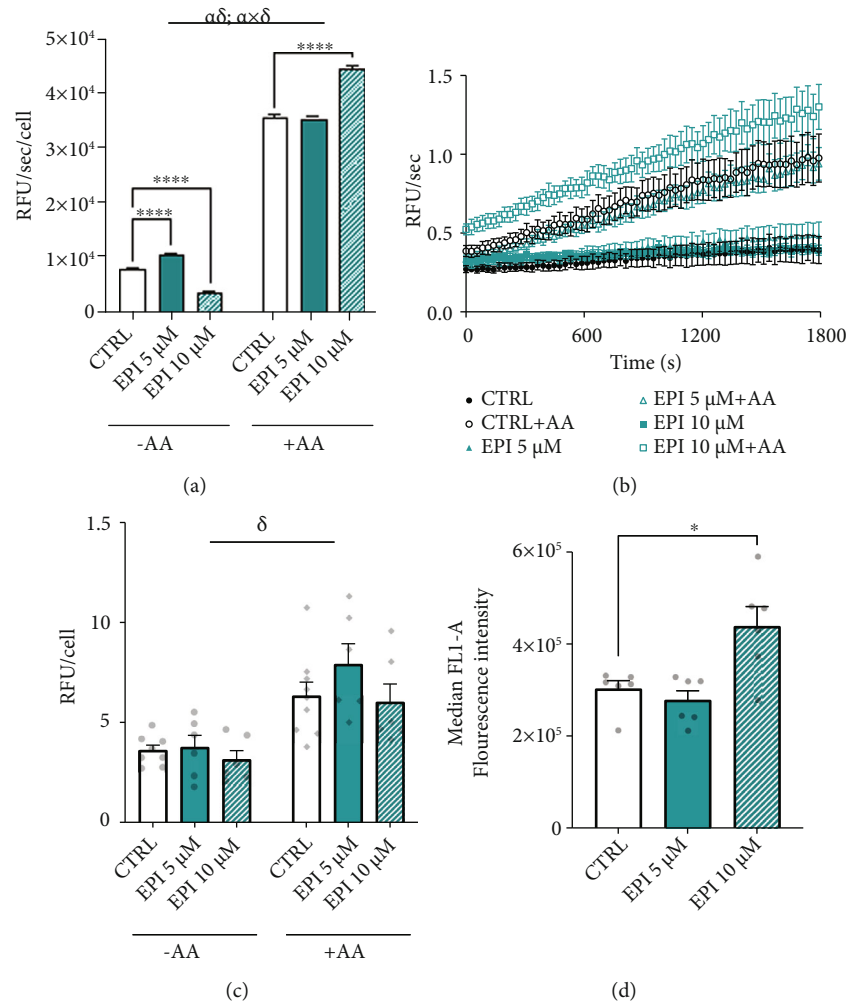 αδ; α×δ
5×10⁴
4×10⁴
3×10⁴
2×10⁴
1×10⁴
0
RFU/sec/cell
****
****
****
CTRL
EPI 5 μM
EPI 10 μM
CTRL
EPI 5 μM
EPI 10 μM
-AA
+AA
(a)
1.5
1.0
0.5
0.0
RFU/sec
0
600
1200
1800
Time (s)
CTRL
CTRL+AA
EPI 5 μM
EPI 5 μM+AA
EPI 10 μM
EPI 10 μM+AA
(b)
δ
1.5
10
5
0
RFU/cell
CTRL
EPI 5 μM
EPI 10 μM
CTRL
EPI 5 μM
EPI 10 μM
-AA
+AA
(c)
*
6×10⁵
4×10⁵
2×10⁵
0
Median FL1-A
Flourescence intensity
CTRL
EPI 5 μM
EPI 10 μM
(d)